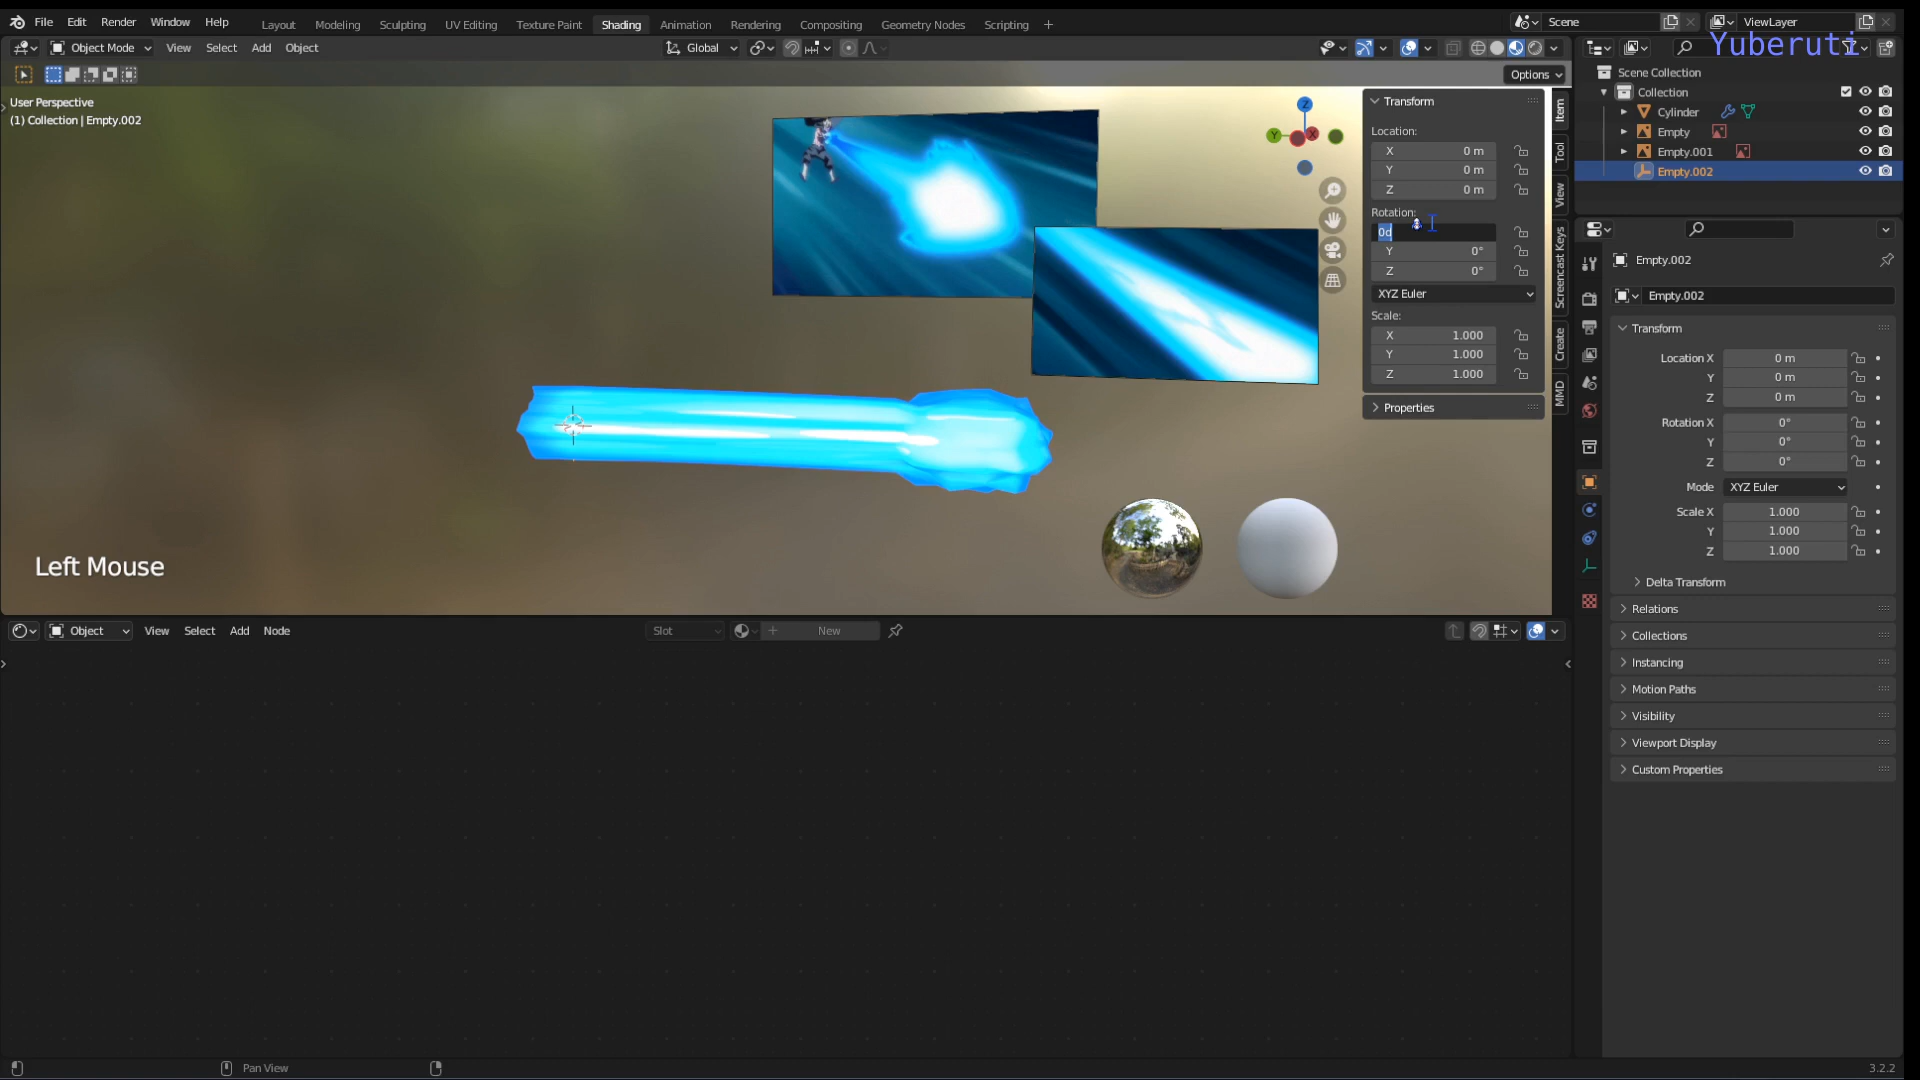 File Edit Render Window Help Layout Modeling Sculpting UV Editing Texture Paint Shading Animation Rendering Compositing Geometry Nodes Scripting + Scene ViewLayer
Object Mode View Select Add Object Global
Yuberuti
Options
User Perspective
(1) Collection | Empty.002
Transform
Location:
X 0 m
Y 0 m
Z 0 m
Rotation:
0d
Y 0°
Z 0°
XYZ Euler
Scale:
X 1.000
Y 1.000
Z 1.000
Properties
Item
Tool
View
Screencast Keys
Create
MMD
Scene Collection
Collection
Cylinder
Empty
Empty.001
Empty.002
Empty.002
Empty.002
Transform
Location X 0 m
Y 0 m
Z 0 m
Rotation X 0°
Y 0°
Z 0°
Mode XYZ Euler
Scale X 1.000
Y 1.000
Z 1.000
Delta Transform
Relations
Collections
Instancing
Motion Paths
Visibility
Viewport Display
Custom Properties
Left Mouse
Object View Select Add Node Slot New
Pan View
3.2.2